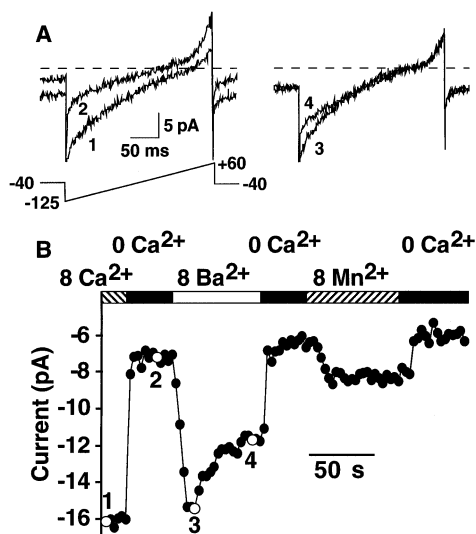 A
2
1
5 pA
50 ms
4
3
-40
-125
+60
-40
B
0 Ca2+ 0 Ca2+ 0 Ca2+
8 Ca2+ 8 Ba2+ 8 Mn2+
Current (pA)
-6
-8
-10
-12
-14
-16
1
2
3
4
50 s